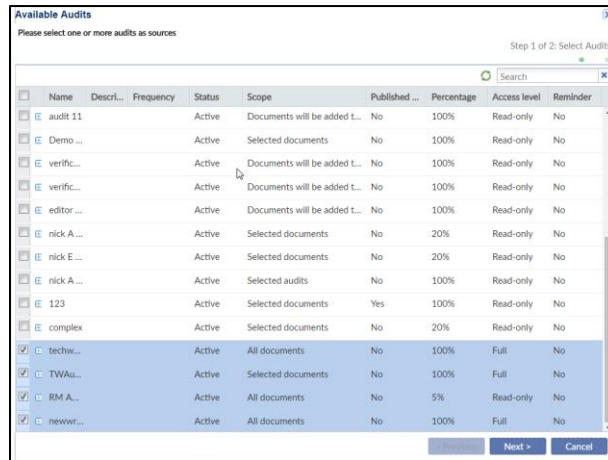 Available Audits
Please select one or more audits as sources
Step 1 of 2: Select Audits
Search
Name Descri... Frequency Status Scope Published ... Percentage Access level Reminder
audit 11 Active Documents will be added t... No 100% Read-only No
Demo ... Active Selected documents No 100% Read-only No
verific... Active Documents will be added t... No 100% Read-only No
verific... Active Documents will be added t... No 100% Read-only No
editor ... Active Documents will be added t... No 100% Read-only No
nick A ... Active Selected documents No 20% Read-only No
nick E ... Active Selected documents No 20% Read-only No
nick A ... Active Selected audits No 100% Read-only No
123 Active Selected documents Yes 100% Read-only No
complex Active Selected documents No 20% Read-only No
techw... Active All documents No 100% Full No
TWAu... Active Selected documents No 100% Full No
RM A... Active All documents No 5% Read-only No
newwr... Active All documents No 100% Full No
< Previous Next > Cancel